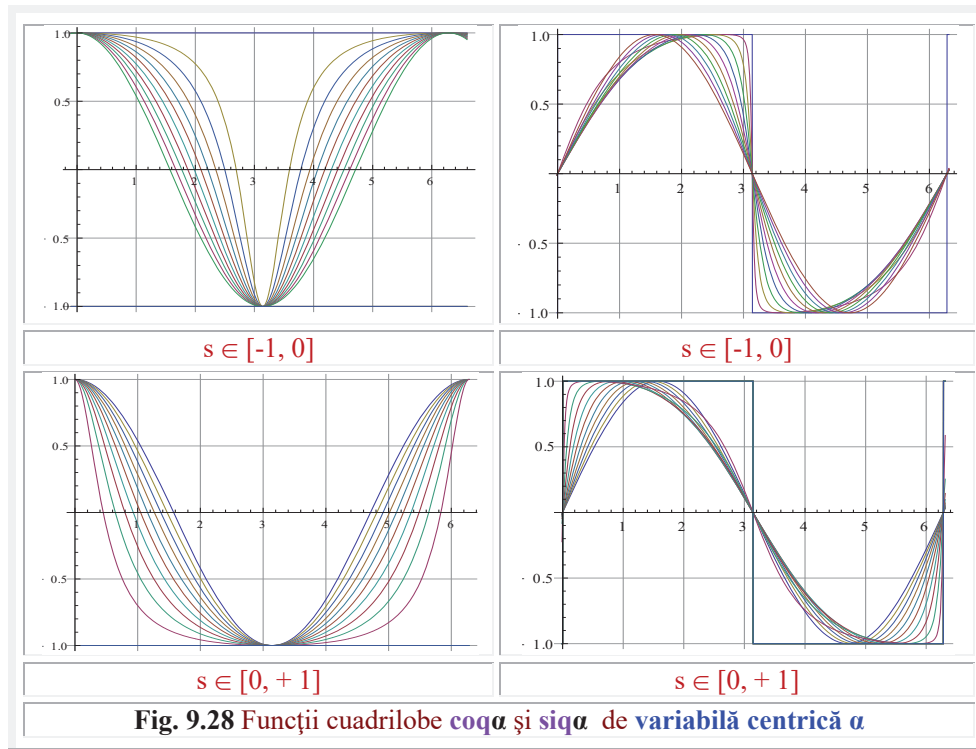 1.0
0.5
1 2 3 4 5 6
· 0.5
· 1.0
1.0
0.5
1 2 3 4 5 6
· 0.5
· 1.0
s ∈ [-1, 0]
s ∈ [-1, 0]
1.0
0.5
1 2 3 4 5 6
· 0.5
· 1.0
1.0
0.5
1 2 3 4 5 6
· 0.5
· 1.0
s ∈ [0, + 1]
s ∈ [0, + 1]
Fig. 9.28 Funcţii cuadrilobe coqα şi siqα de variabilă centrică α